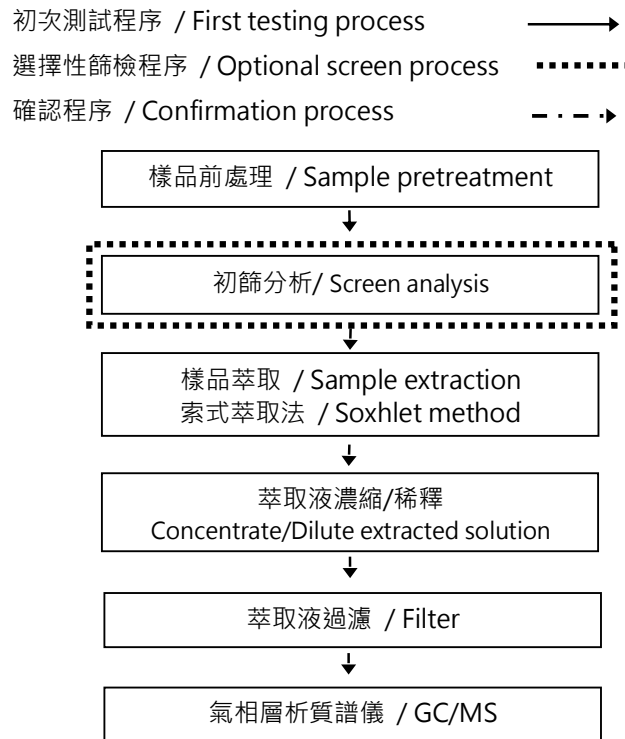 初次測試程序 / First testing process
選擇性篩檢程序 / Optional screen process
確認程序 / Confirmation process
樣品前處理 / Sample pretreatment
初篩分析/ Screen analysis
樣品萃取 / Sample extraction
索式萃取法 / Soxhlet method
萃取液濃縮/稀釋
Concentrate/Dilute extracted solution
萃取液過濾 / Filter
氣相層析質譜儀 / GC/MS